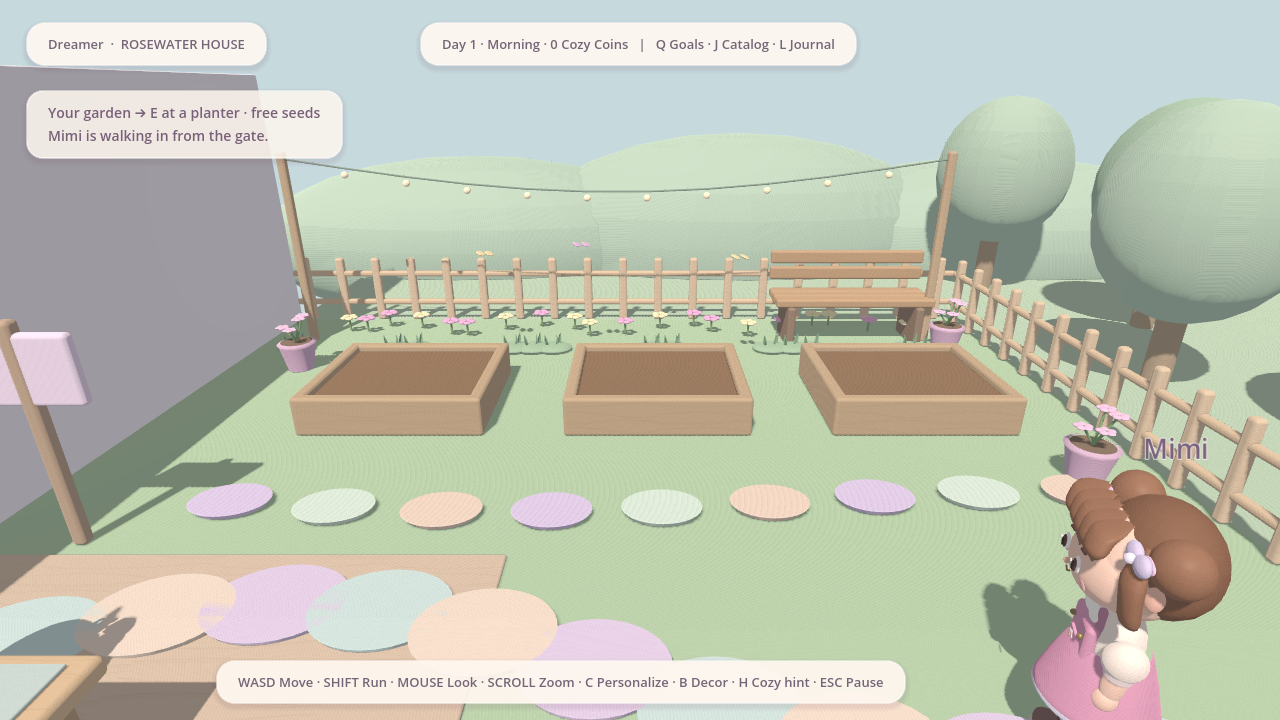 Dreamer · ROSEWATER HOUSE
Day 1 · Morning · 0 Cozy Coins | Q Goals · J Catalog · L Journal
Your garden → E at a planter · free seeds
Mimi is walking in from the gate.
Mimi
WASD Move · SHIFT Run · MOUSE Look · SCROLL Zoom · C Personalize · B Decor · H Cozy hint · ESC Pause